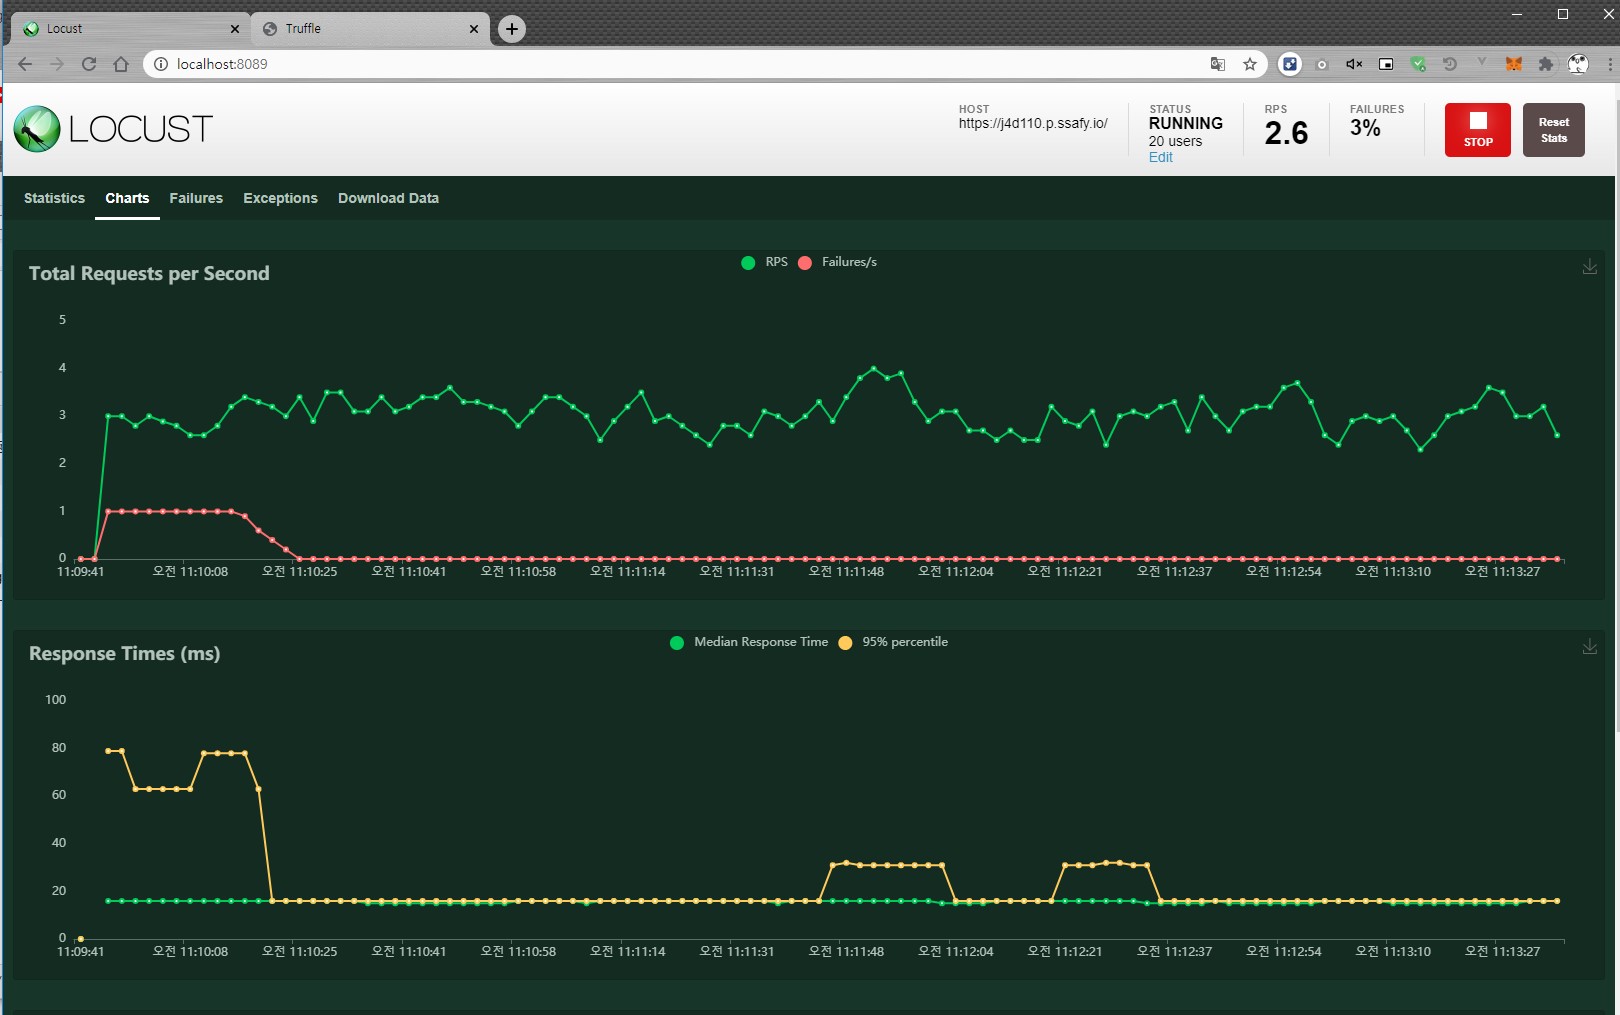 Locust
Truffle
localhost:8089
LOCUST
HOST
https://j4d110.p.ssafy.io/
STATUS
RUNNING
20 users
Edit
RPS
2.6
FAILURES
3%
STOP
Reset
Stats
Statistics Charts Failures Exceptions Download Data
Total Requests per Second
RPS Failures/s
5
4
3
2
1
0
11:09:41 오전 11:10:08 오전 11:10:25 오전 11:10:41 오전 11:10:58 오전 11:11:14 오전 11:11:31 오전 11:11:48 오전 11:12:04 오전 11:12:21 오전 11:12:37 오전 11:12:54 오전 11:13:10 오전 11:13:27
Response Times (ms)
Median Response Time 95% percentile
100
80
60
40
20
0
11:09:41 오전 11:10:08 오전 11:10:25 오전 11:10:41 오전 11:10:58 오전 11:11:14 오전 11:11:31 오전 11:11:48 오전 11:12:04 오전 11:12:21 오전 11:12:37 오전 11:12:54 오전 11:13:10 오전 11:13:27